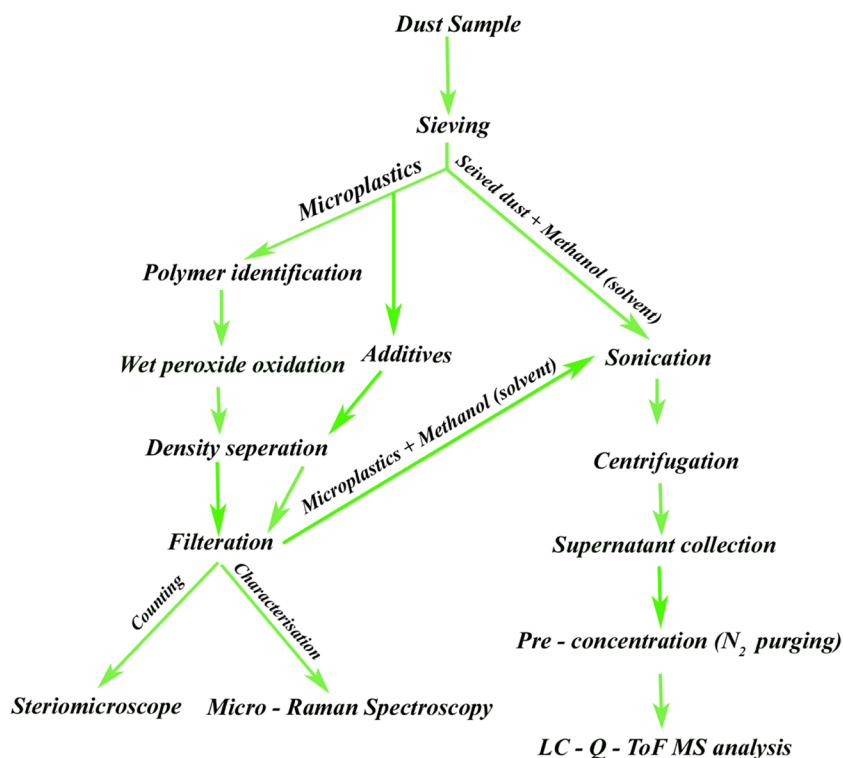 Dust Sample
Sieving
Microplastics
Seived dust + Methanol (solvent)
Polymer identification
Wet peroxide oxidation
Additives
Sonication
Density seperation
Microplastics + Methanol (solvent)
Centrifugation
Filteration
Supernatant collection
Counting
Characterisation
Pre - concentration (N₂ purging)
Steriomicroscope
Micro - Raman Spectroscopy
LC - Q - ToF MS analysis